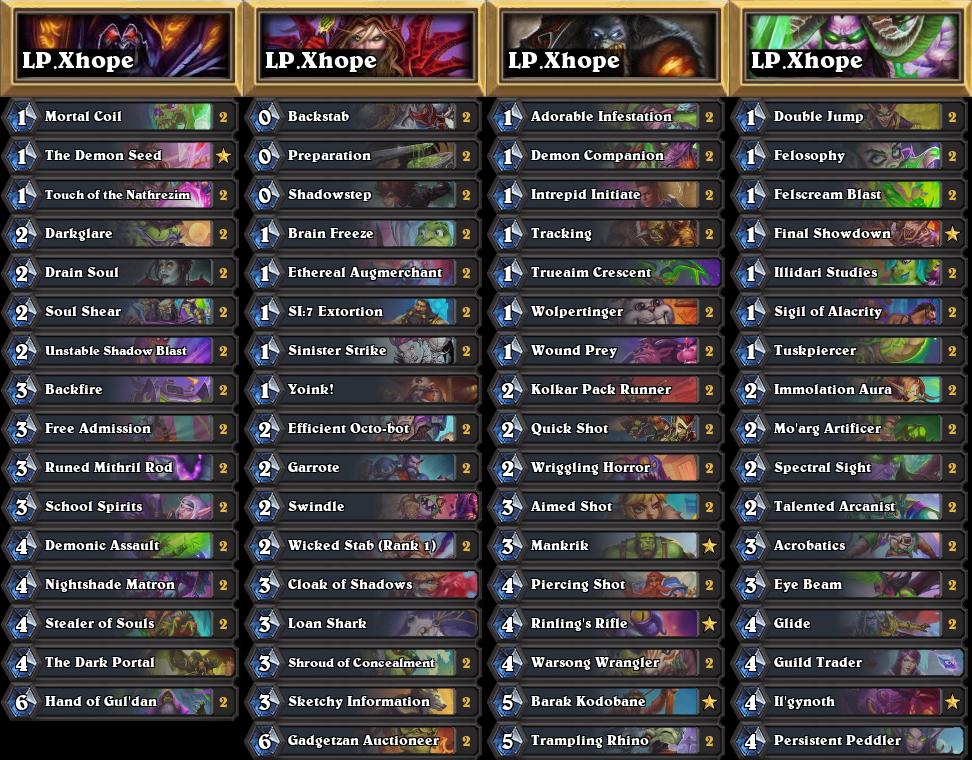 LP.Xhope
1 Mortal Coil 2
1 The Demon Seed
1 Touch of the Nathrezim 2
2 Darkglare 2
2 Drain Soul 2
2 Soul Shear 2
2 Unstable Shadow Blast 2
3 Backfire 2
3 Free Admission 2
3 Runed Mithril Rod 2
3 School Spirits 2
4 Demonic Assault 2
4 Nightshade Matron 2
4 Stealer of Souls 2
4 The Dark Portal
6 Hand of Gul'dan 2
LP.Xhope
0 Backstab 2
0 Preparation 2
0 Shadowstep 2
1 Brain Freeze 2
1 Ethereal Augmerchant 2
1 SI:7 Extortion 2
1 Sinister Strike 2
1 Yoink!
2 Efficient Octo-bot 2
2 Garrote 2
2 Swindle
2 Wicked Stab (Rank 1) 2
3 Cloak of Shadows
3 Loan Shark
3 Shroud of Concealment 2
3 Sketchy Information 2
6 Gadgetzan Auctioneer 2
LP.Xhope
1 Adorable Infestation 2
1 Demon Companion 2
1 Intrepid Initiate 2
1 Tracking 2
1 Trueaim Crescent
1 Wolpertinger 2
1 Wound Prey 2
2 Kolkar Pack Runner 2
2 Quick Shot 2
2 Wriggling Horror 2
3 Aimed Shot 2
3 Mankrik
4 Piercing Shot 2
4 Rinling's Rifle
4 Warsong Wrangler 2
5 Barak Kodobane
5 Trampling Rhino 2
LP.Xhope
1 Double Jump 2
1 Felosophy 2
1 Felscream Blast 2
1 Final Showdown
1 Illidari Studies 2
1 Sigil of Alacrity 2
1 Tuskpiercer 2
2 Immolation Aura 2
2 Mo'arg Artificer 2
2 Spectral Sight 2
2 Talented Arcanist 2
3 Acrobatics 2
3 Eye Beam 2
4 Glide 2
4 Guild Trader
4 Il'gynoth
4 Persistent Peddler